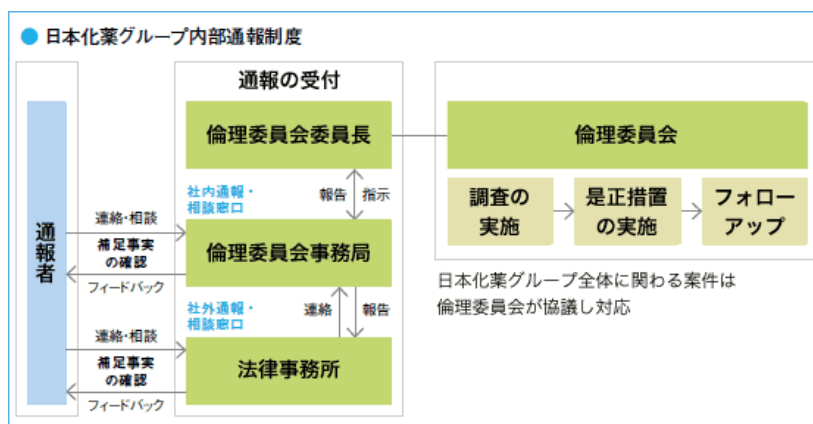 日本化薬グループ内部通報制度
通報の受付
通報者
倫理委員会委員長
社内通報・
相談窓口
報告
指示
連絡・相談
補足事実
の確認
フィードバック
倫理委員会事務局
社外通報・
相談窓口
連絡
報告
連絡・相談
補足事実
の確認
フィードバック
法律事務所
倫理委員会
調査の
実施
是正措置
の実施
フォロー
アップ
日本化薬グループ全体に関わる案件は
倫理委員会が協議し対応